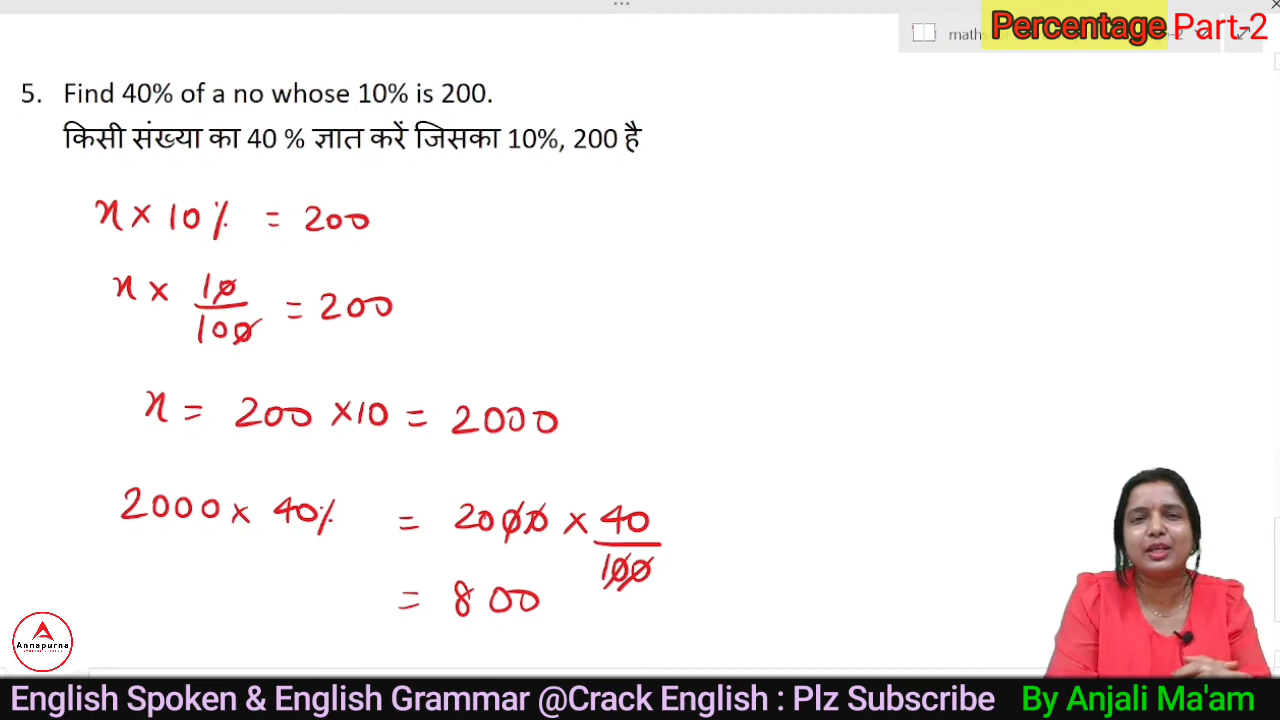 Percentage Part-2
maths
5. Find 40% of a no whose 10% is 200.
किसी संख्या का 40 % ज्ञात करें जिसका 10%, 200 है
x × 10% = 200
x × 10/100 = 200
x = 200 × 10 = 2000
2000 × 40% = 2000 × 40/100
= 800
Annapurna
English Spoken & English Grammar @Crack English : Plz Subscribe By Anjali Ma'am